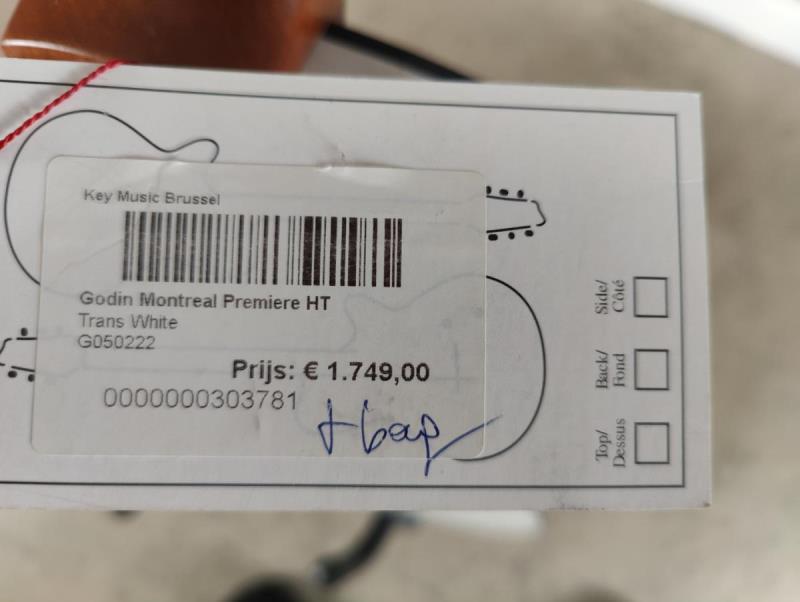 Key Music Brussel
Godin Montreal Premiere HT
Trans White
G050222
Prijs: € 1.749,00
0000000303781
+ bag
Side/
Côté
Back/
Fond
Top/
Dessus